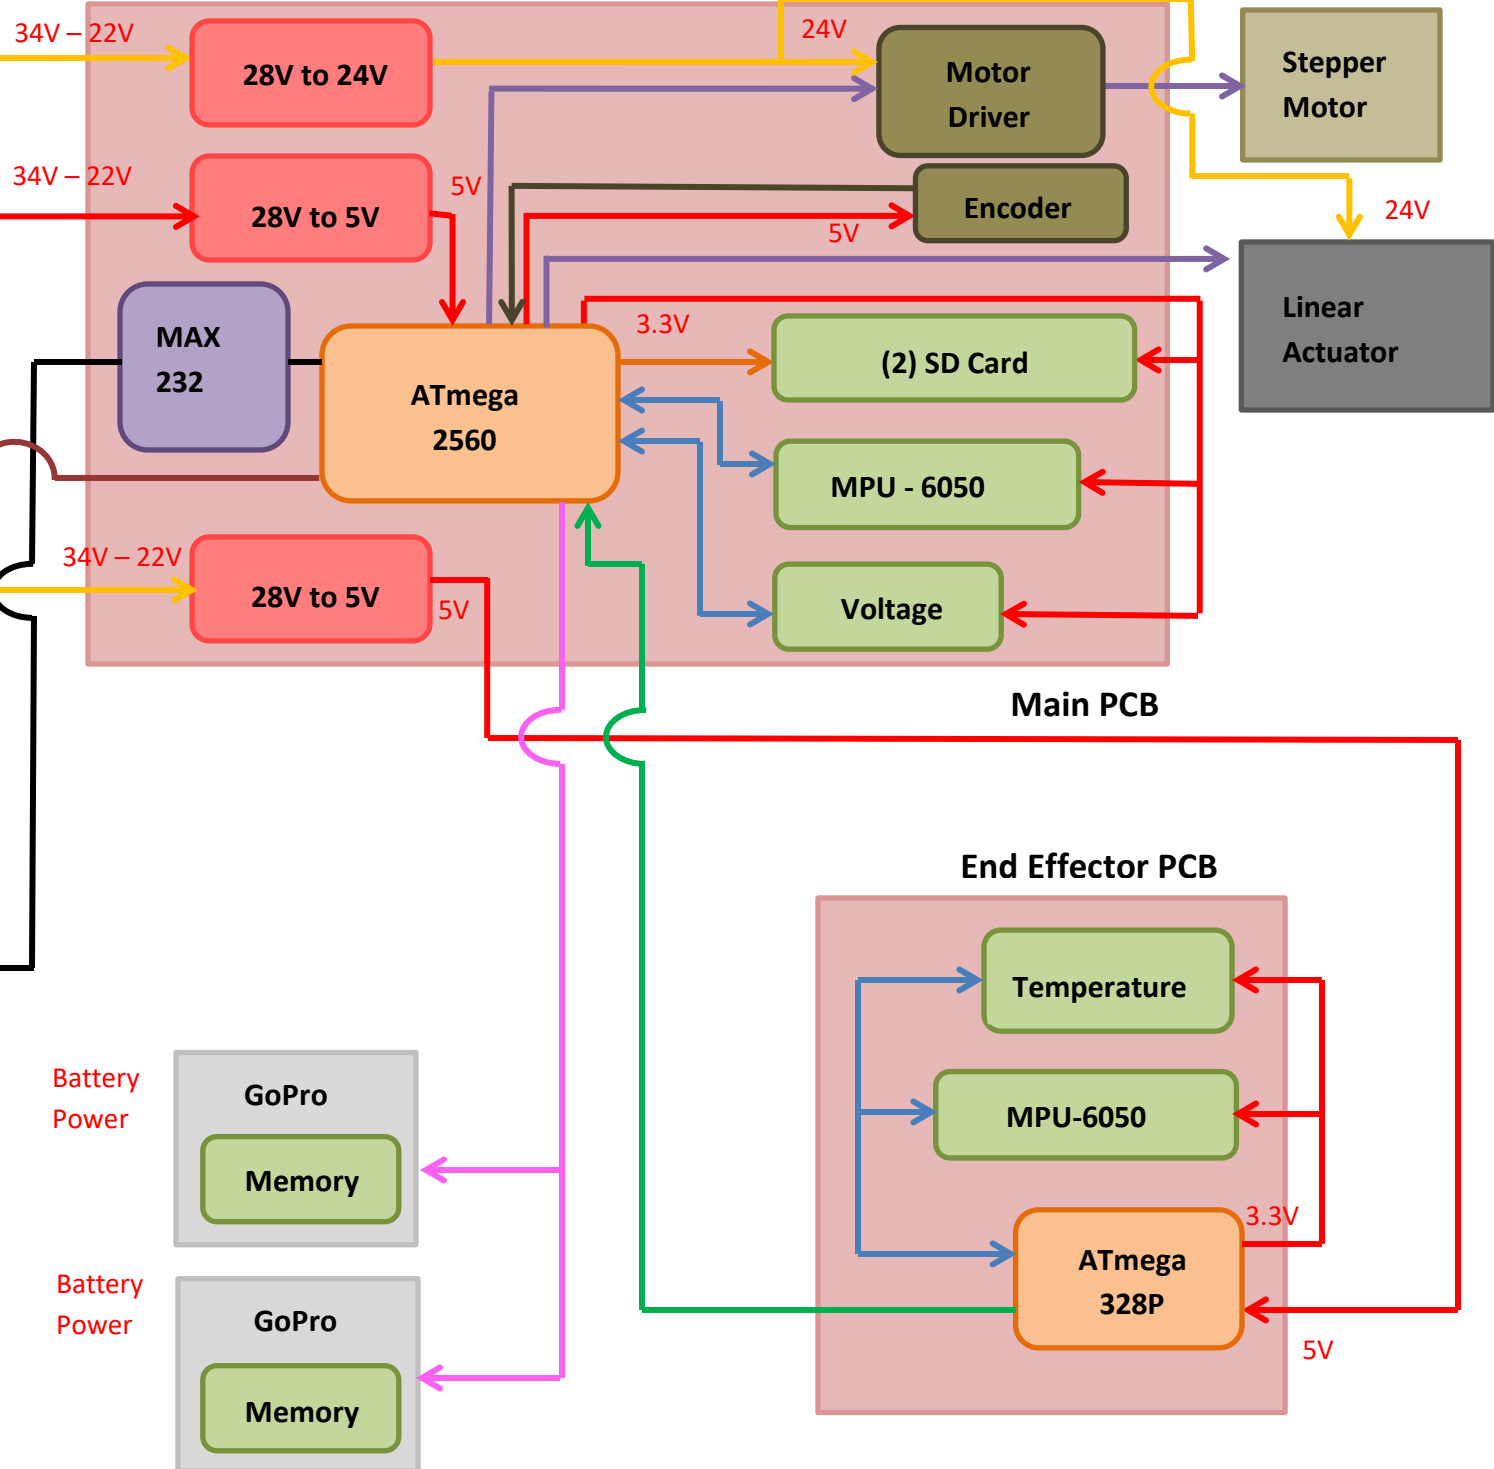 34V – 22V
28V to 24V
24V
Motor
Driver
Stepper
Motor
34V – 22V
28V to 5V
5V
Encoder
5V
24V
MAX
232
3.3V
(2) SD Card
Linear
Actuator
ATmega
2560
MPU - 6050
34V – 22V
28V to 5V
5V
Voltage
Main PCB
End Effector PCB
Temperature
MPU-6050
3.3V
ATmega
328P
5V
Battery
Power
GoPro
Memory
Battery
Power
GoPro
Memory